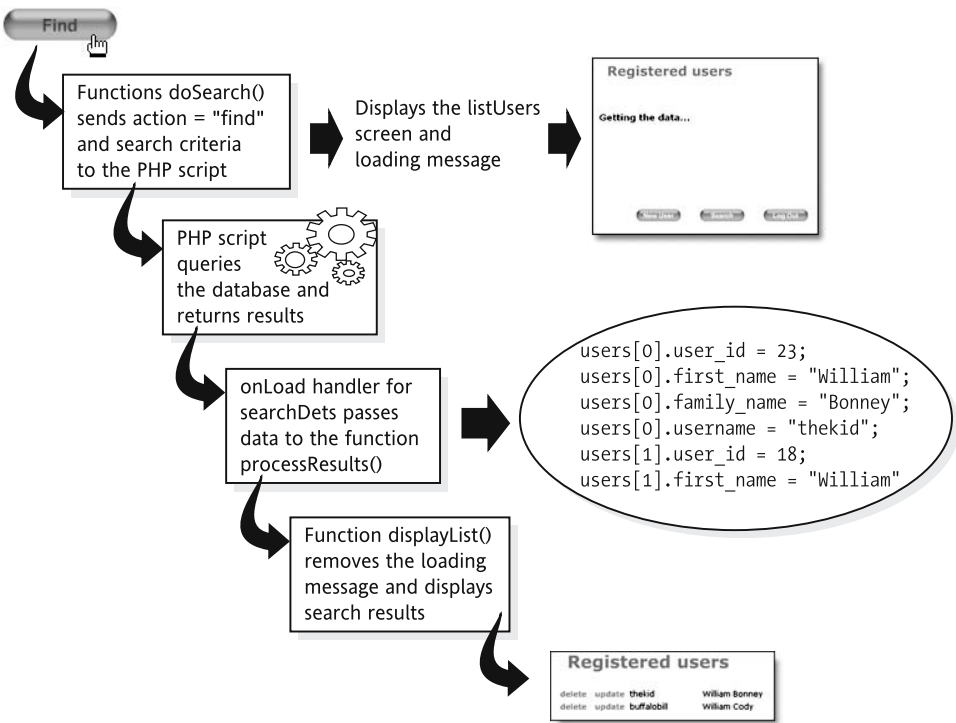 Find
Functions doSearch()
sends action = "find"
and search criteria
to the PHP script
Displays the listUsers
screen and
loading message
Registered users
Getting the data...
New User
Search
Log Out
PHP script
queries
the database and
returns results
onLoad handler for
searchDets passes
data to the function
processResults()
users[0].user_id = 23;
users[0].first_name = "William";
users[0].family_name = "Bonney";
users[0].username = "thekid";
users[1].user_id = 18;
users[1].first_name = "William"
Function displayList()
removes the loading
message and displays
search results
Registered users
delete update thekid William Bonney
delete update buffalobill William Cody